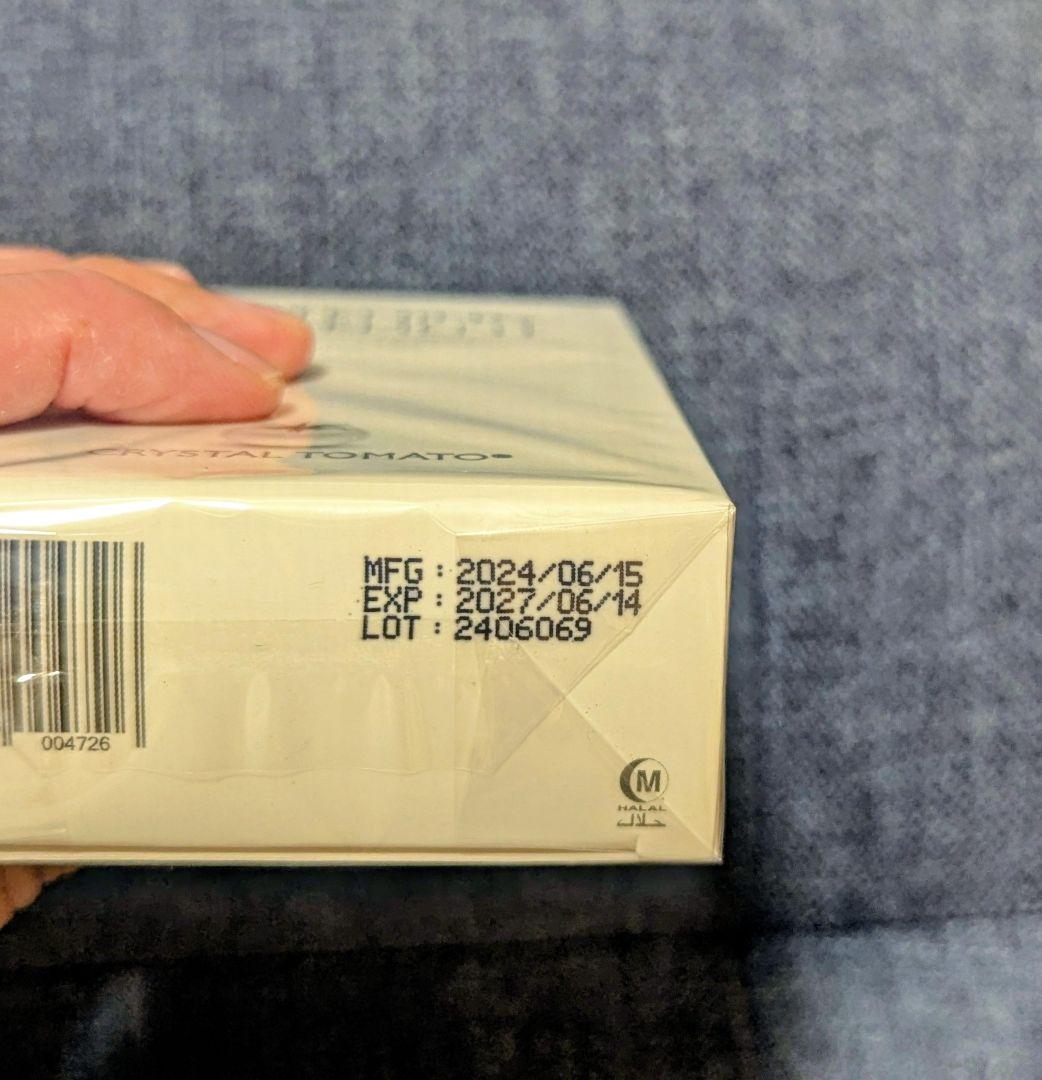 CRYSTAL TOMATO®
MFG : 2024/06/15
EXP : 2027/06/14
LOT : 2406069
004726
M
HALAL
حلال